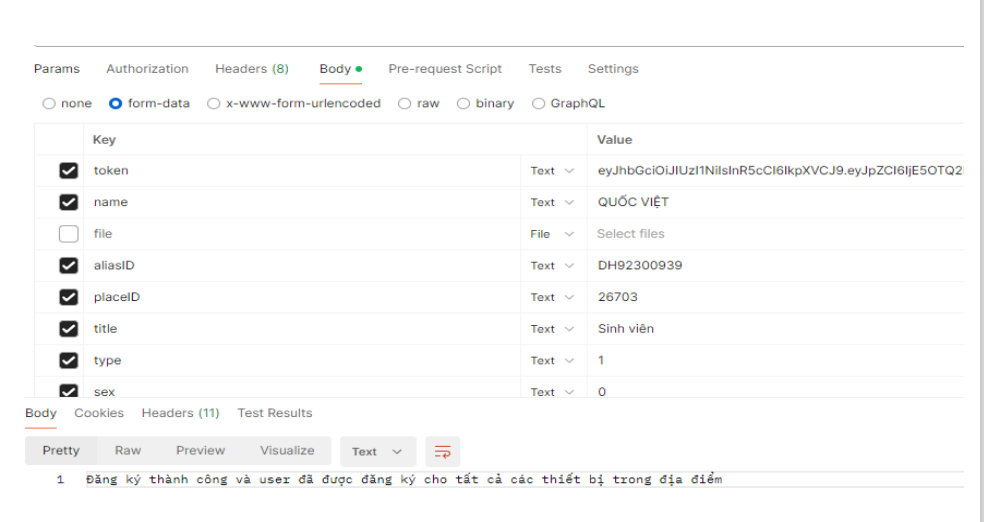 Params Authorization Headers (8) Body Pre-request Script Tests Settings
none form-data x-www-form-urlencoded raw binary GraphQL
Key Value
token Text eyJhbGciOiJIUzI1NiIsInR5cCI6IkpXVCJ9.eyJpZCI6IjE5OTQ2
name Text QUỐC VIỆT
file File Select files
aliasID Text DH92300939
placeID Text 26703
title Text Sinh viên
type Text 1
sex Text 0
Body Cookies Headers (11) Test Results
Pretty Raw Preview Visualize Text
1 Đăng ký thành công và user đã được đăng ký cho tất cả các thiết bị trong địa điểm